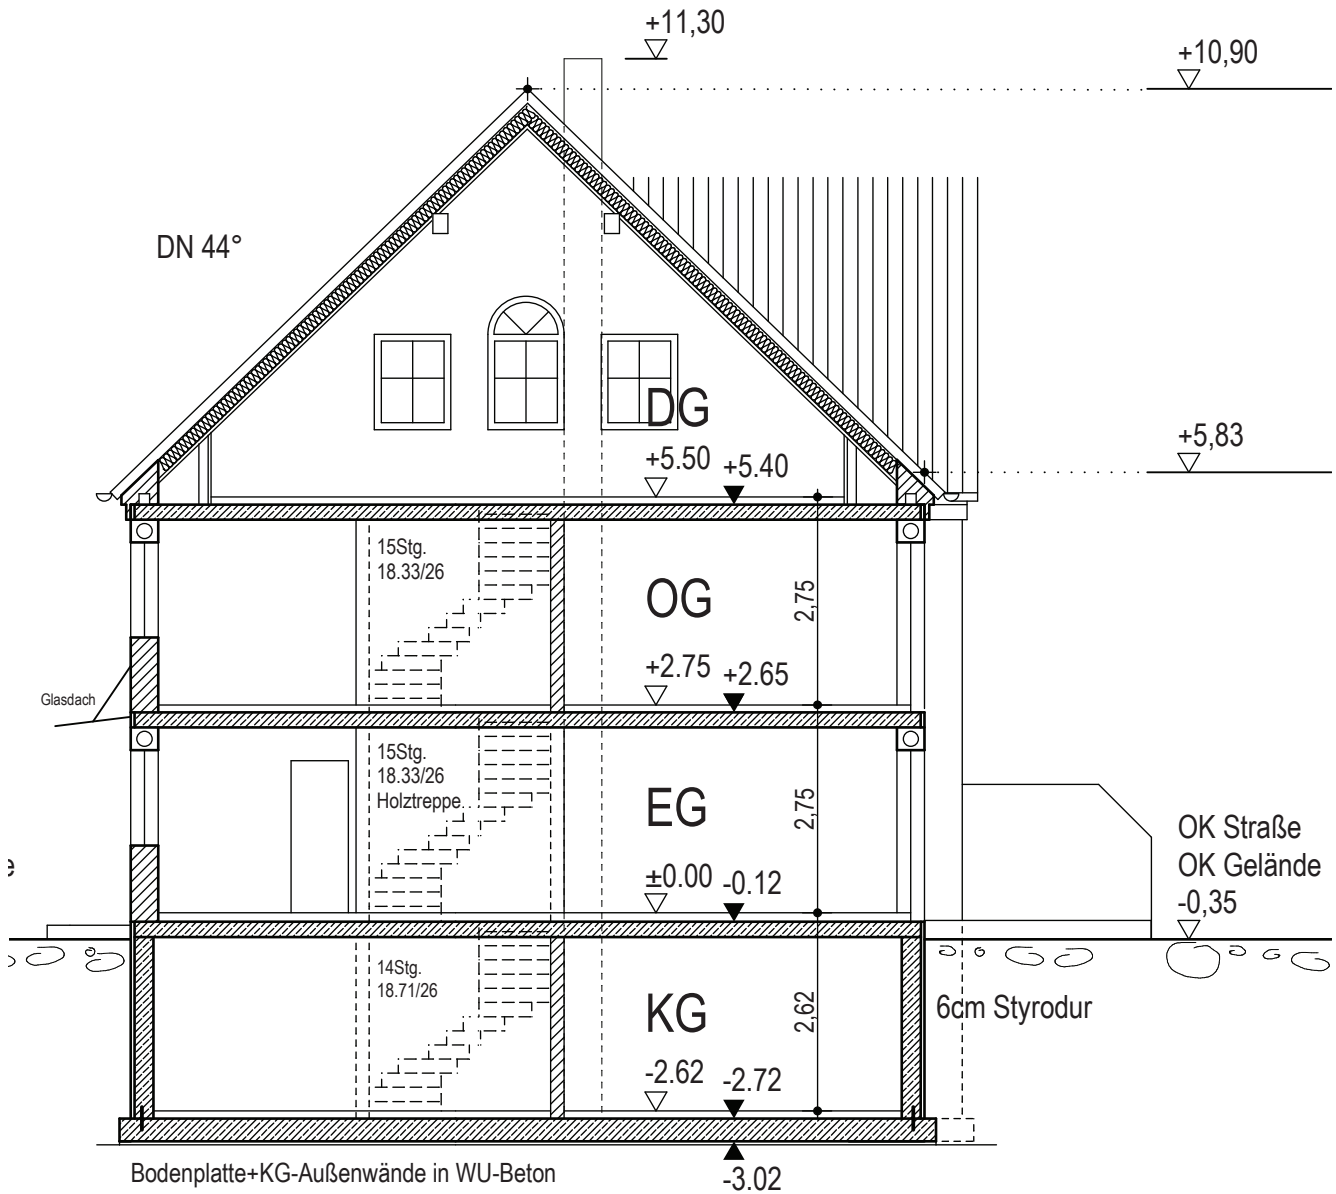 +11,30
+10,90
DN 44°
DG
+5,83
+5.50 +5.40
15Stg.
18.33/26
OG
2,75
+2.75 +2.65
Glasdach
15Stg.
18.33/26
Holztreppe
EG
2,75
OK Straße
OK Gelände
-0,35
±0.00 -0.12
14Stg.
18.71/26
KG
2,62
6cm Styrodur
-2.62 -2.72
Bodenplatte+KG-Außenwände in WU-Beton
-3.02